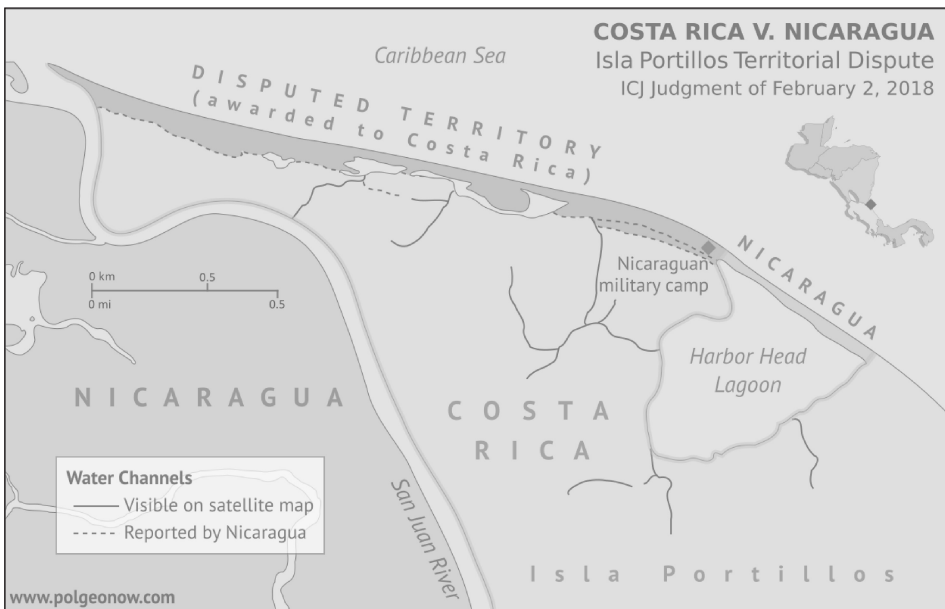 COSTA RICA V. NICARAGUA
Isla Portillos Territorial Dispute
ICJ Judgment of February 2, 2018
Caribbean Sea
DISPUTED TERRITORY
(awarded to Costa Rica)
NICARAGUA
Nicaraguan
military camp
0 km
0.5
0 mi
0.5
Harbor Head
Lagoon
NICARAGUA
COSTA
RICA
Water Channels
Visible on satellite map
Reported by Nicaragua
San Juan River
Isla Portillos
www.polgeonow.com